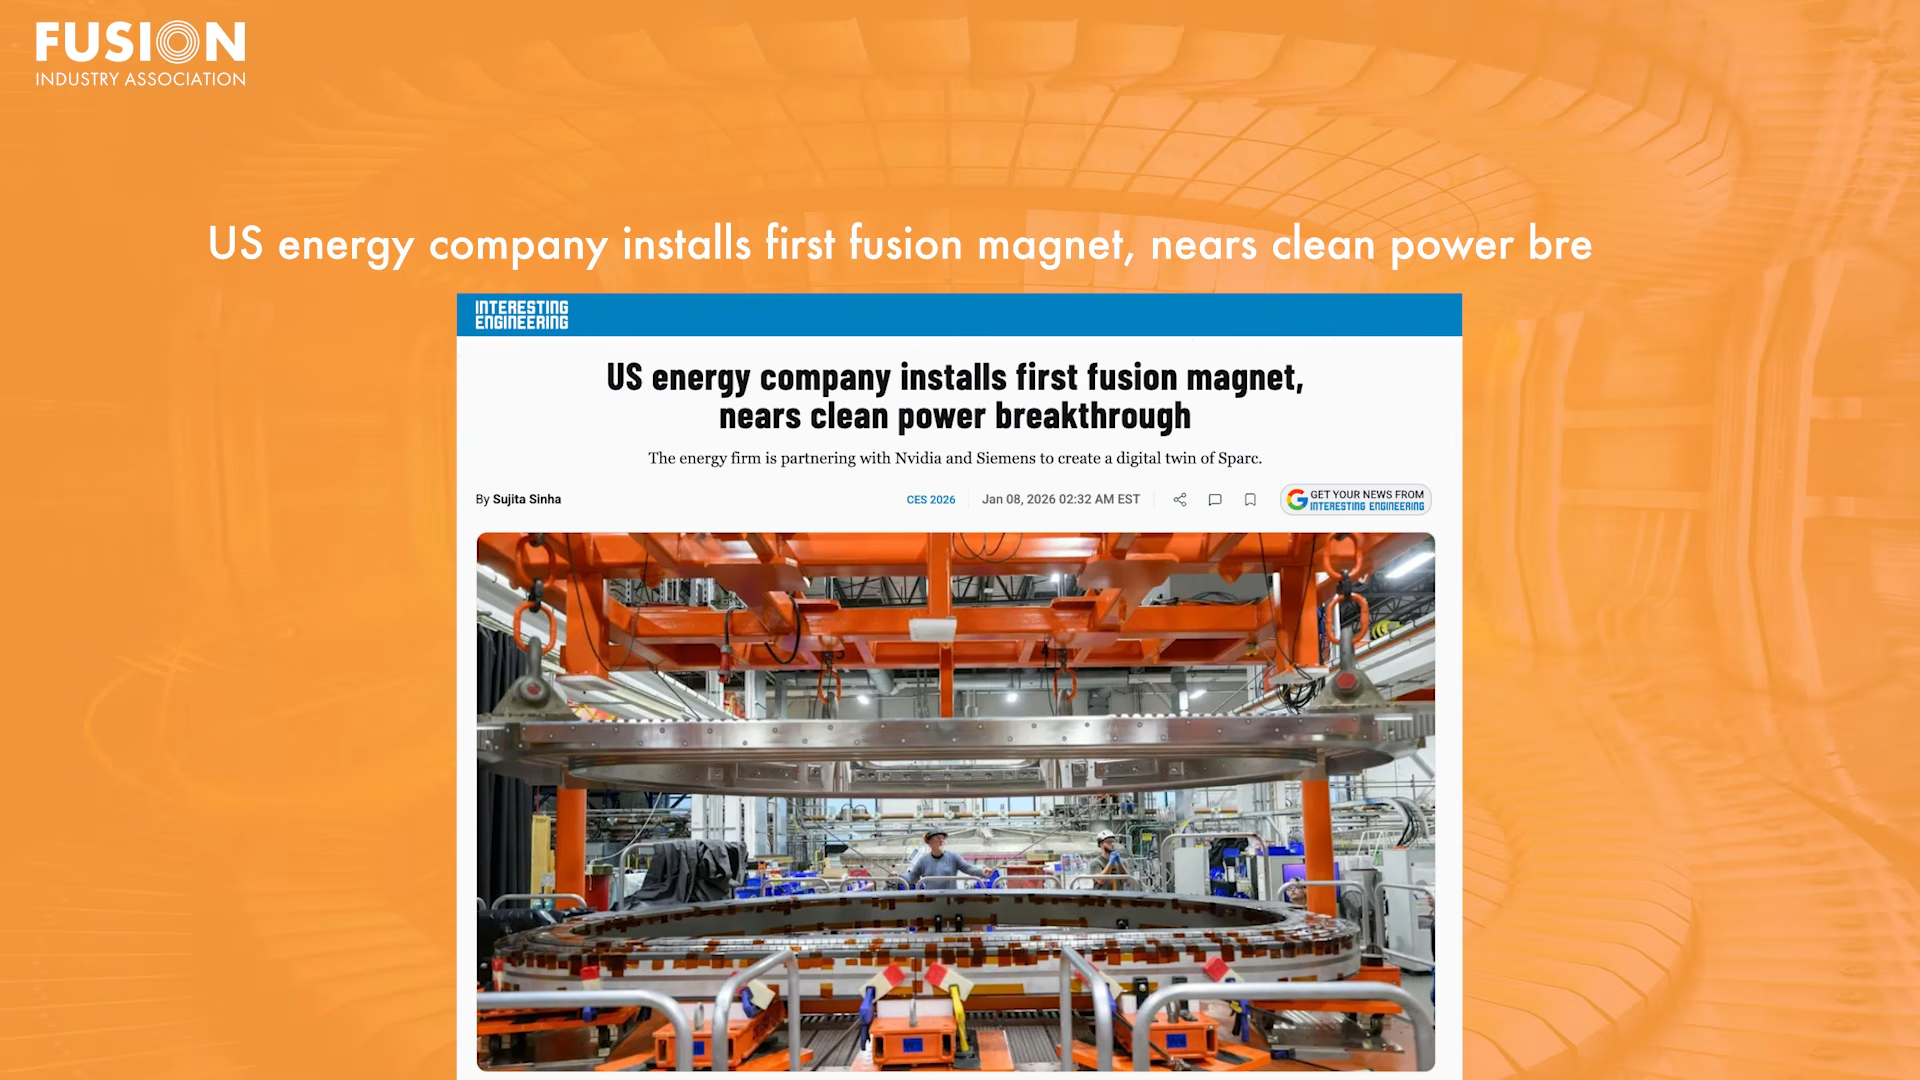 FUSION
INDUSTRY ASSOCIATION
US energy company installs first fusion magnet, nears clean power bre
INTERESTING
ENGINEERING
US energy company installs first fusion magnet,
nears clean power breakthrough
The energy firm is partnering with Nvidia and Siemens to create a digital twin of Sparc.
By Sujita Sinha
CES 2026
Jan 08, 2026 02:32 AM EST
GET YOUR NEWS FROM
INTERESTING ENGINEERING